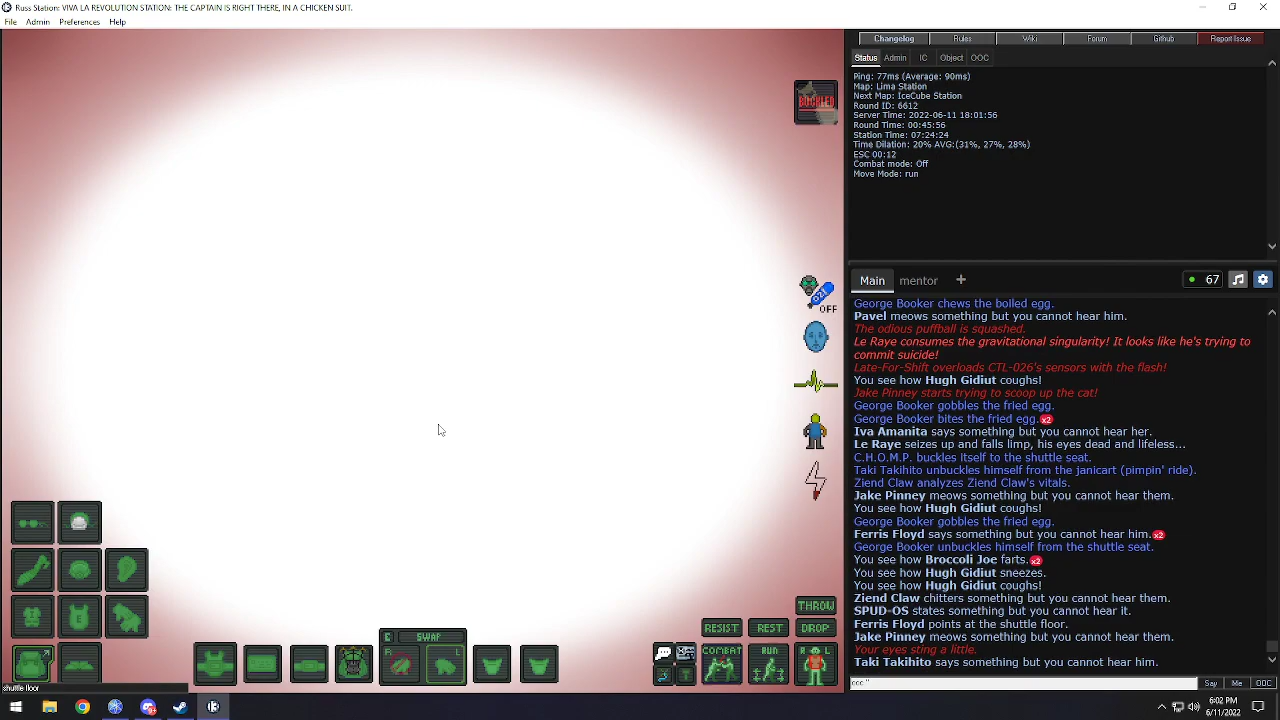 Russ Station: VIVA LA REVOLUTION STATION: THE CAPTAIN IS RIGHT THERE, IN A CHICKEN SUIT.
File Admin Preferences Help
Changelog Rules Wiki Forum Github Report Issue
Status Admin IC Object OOC
Ping: 77ms (Average: 90ms)
Map: Lima Station
Next Map: IceCube Station
Round ID: 6612
Server Time: 2022-06-11 18:01:56
Round Time: 00:45:56
Station Time: 07:24:24
Time Dilation: 20% AVG:(31%, 27%, 28%)
ESC 00:12
Combat mode: Off
Move Mode: run
BUCKLED
Main mentor + 67
George Booker chews the boiled egg.
Pavel meows something but you cannot hear him.
The odious puffball is squashed.
Le Raye consumes the gravitational singularity! It looks like he's trying to
commit suicide!
Late-For-Shift overloads CTL-026's sensors with the flash!
You see how Hugh Gidiut coughs!
Jake Pinney starts trying to scoop up the cat!
George Booker gobbles the fried egg.
George Booker bites the fried egg. x2
Iva Amanita says something but you cannot hear her.
Le Raye seizes up and falls limp, his eyes dead and lifeless...
C.H.O.M.P. buckles itself to the shuttle seat.
Taki Takihito unbuckles himself from the janicart (pimpin' ride).
Ziend Claw analyzes Ziend Claw's vitals.
Jake Pinney meows something but you cannot hear them.
You see how Hugh Gidiut coughs!
George Booker gobbles the fried egg.
Ferris Floyd says something but you cannot hear him. x2
George Booker unbuckles himself from the shuttle seat.
You see how Broccoli Joe farts. x2
You see how Hugh Gidiut sneezes.
You see how Hugh Gidiut coughs!
Ziend Claw chitters something but you cannot hear them.
SPUD-OS states something but you cannot hear it.
Ferris Floyd points at the shuttle floor.
Jake Pinney meows something but you cannot hear them.
Your eyes sting a little.
Taki Takihito says something but you cannot hear him.
O21
OFF
THROW
RESIST REST DROP
C SWAP
R L
COMBAT RUN R L
E
shuttle floor
ooc "
Say Me OOC
6:02 PM
6/11/2022